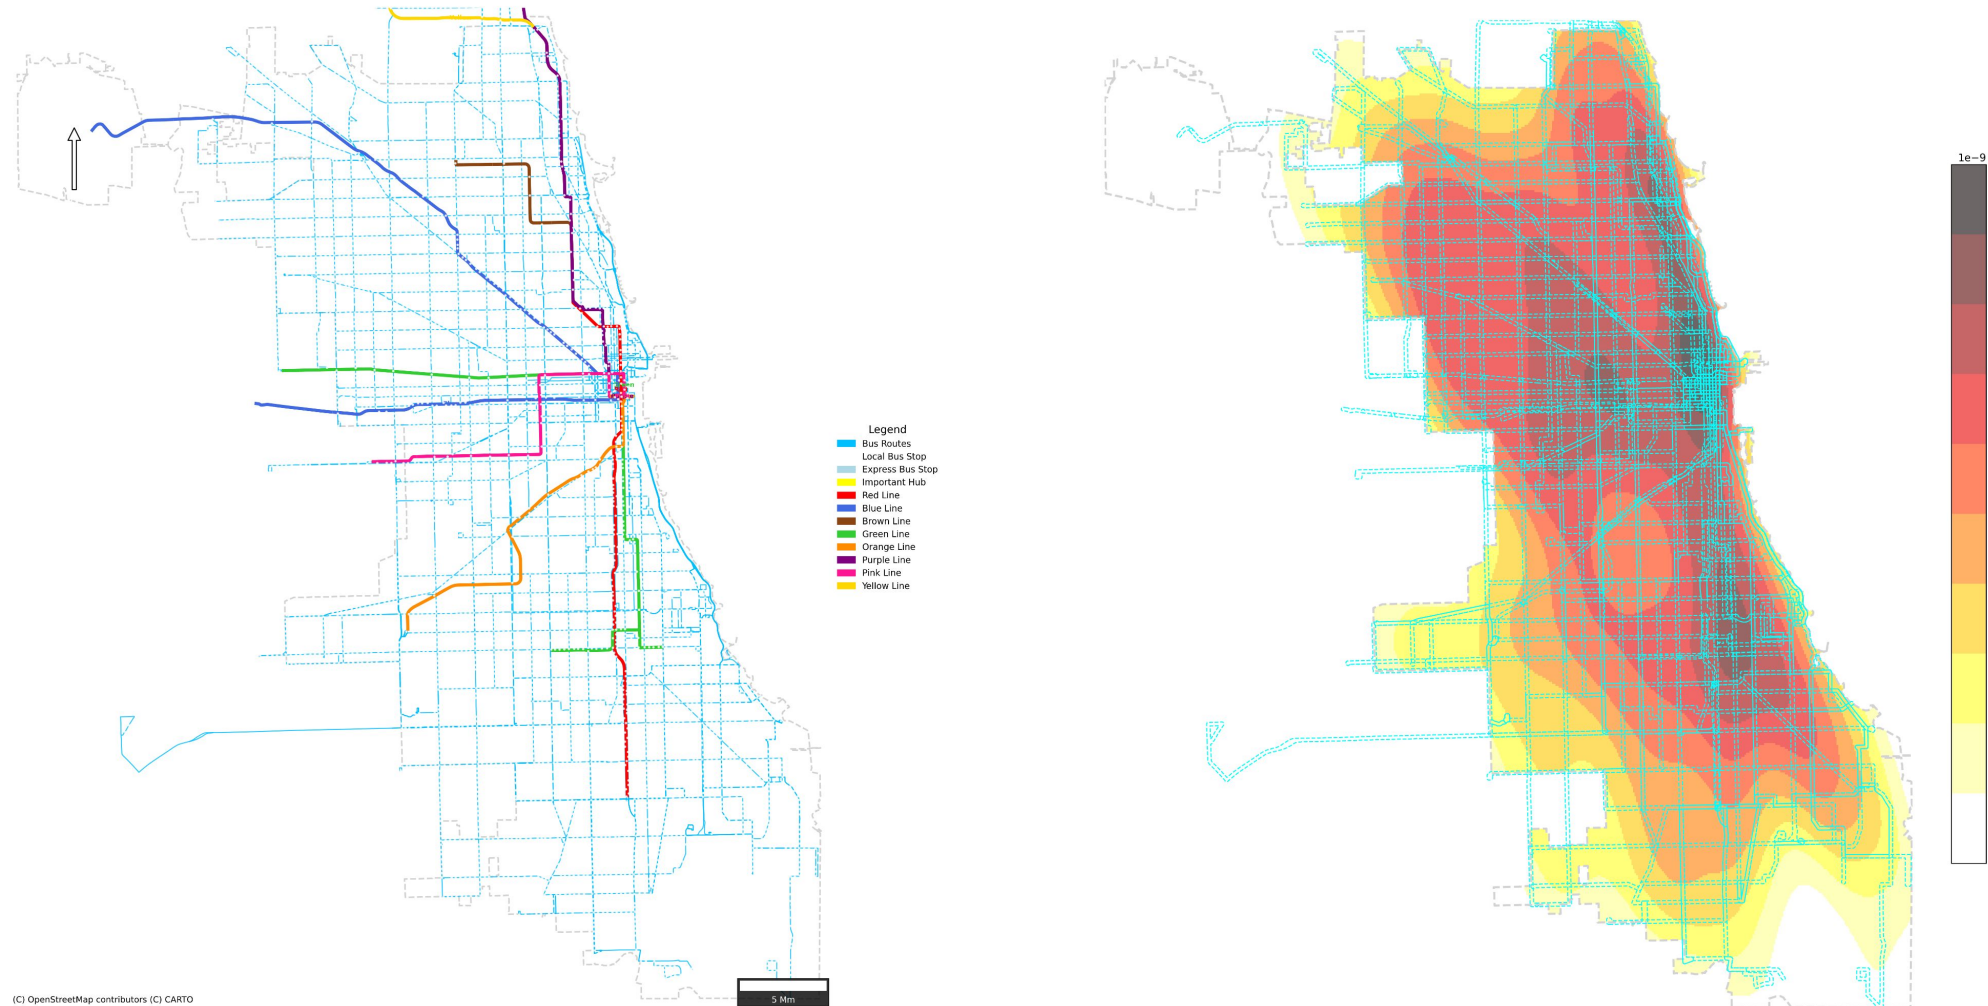 1e−9
Legend
Bus Routes
Local Bus Stop
Express Bus Stop
Important Hub
Red Line
Blue Line
Brown Line
Green Line
Orange Line
Purple Line
Pink Line
Yellow Line
5 Mm
(C) OpenStreetMap contributors (C) CARTO